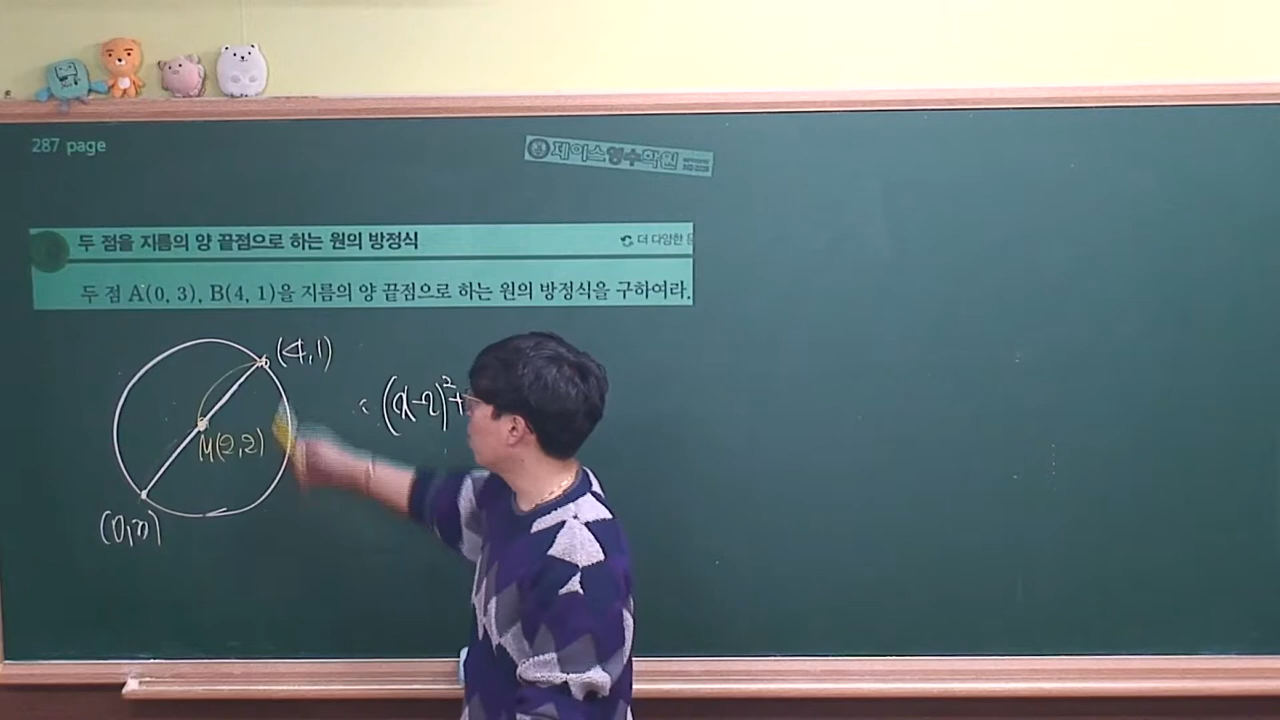 287 page
제이스영수학원
두 점을 지름의 양 끝점으로 하는 원의 방정식
더 다양한 문
두 점 A(0, 3), B(4, 1)을 지름의 양 끝점으로 하는 원의 방정식을 구하여라.
(4,1)
(x-2)²+
M(2,2)
(0,3)